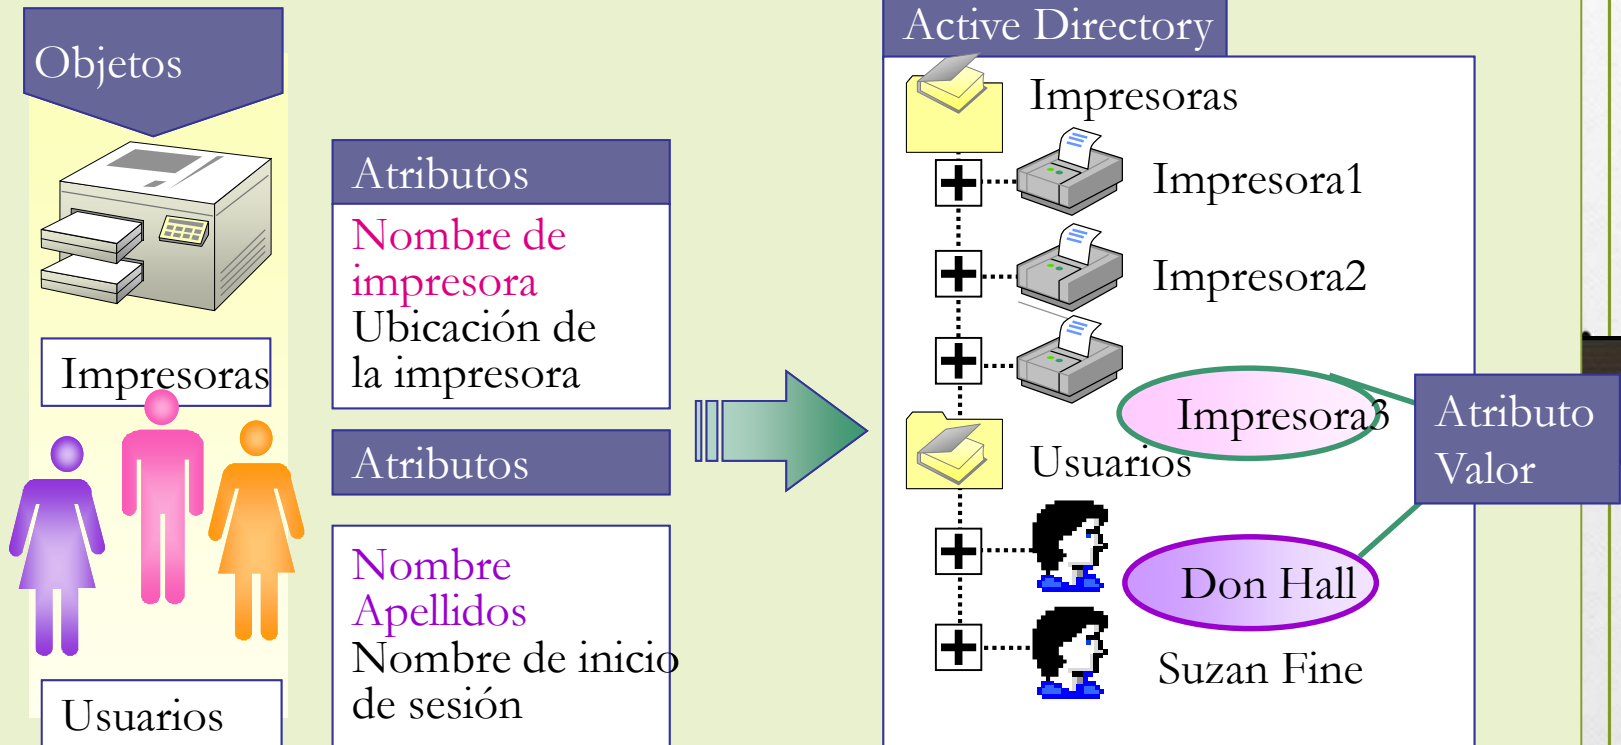 Objetos
Impresoras
Usuarios
Atributos
Nombre de
impresora
Ubicación de
la impresora
Atributos
Nombre
Apellidos
Nombre de inicio
de sesión
Active Directory
Impresoras
Impresora1
Impresora2
Impresora3
Usuarios
Don Hall
Suzan Fine
Atributo
Valor